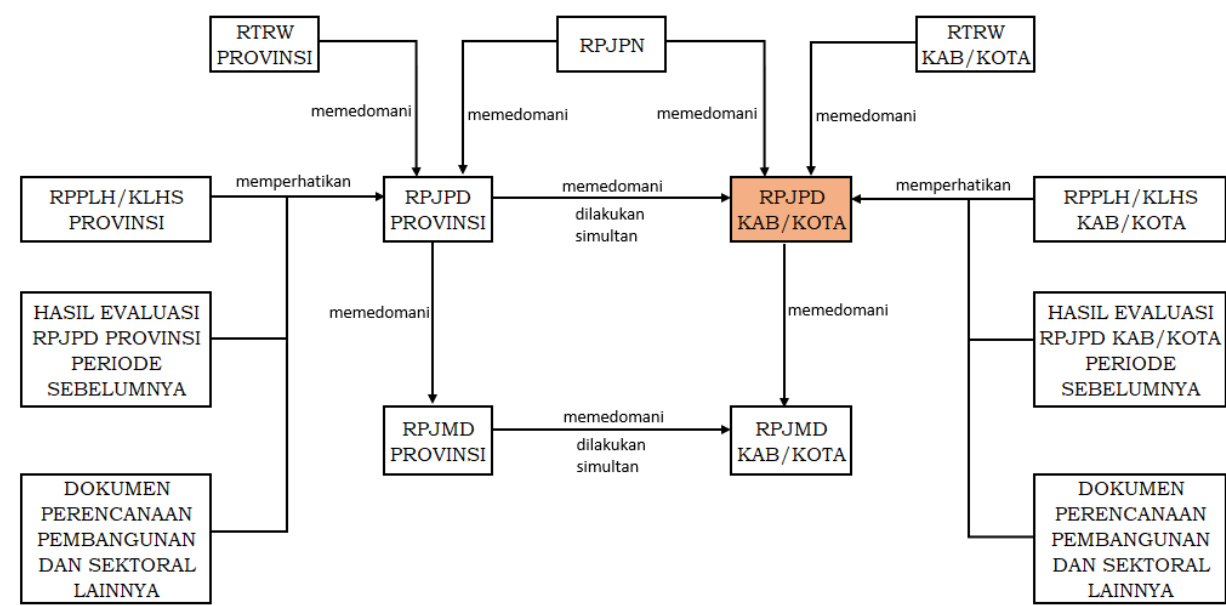 RTRW
PROVINSI
RPJPN
RTRW
KAB/KOTA
memedomani
memedomani
memedomani
memedomani
RPPLH/KLHS
PROVINSI
memperhatikan
RPJPD
PROVINSI
memedomani
dilakukan
simultan
RPJPD
KAB/KOTA
memperhatikan
RPPLH/KLHS
KAB/KOTA
HASIL EVALUASI
RPJPD PROVINSI
PERIODE
SEBELUMNYA
memedomani
memedomani
HASIL EVALUASI
RPJPD KAB/KOTA
PERIODE
SEBELUMNYA
RPJMD
PROVINSI
memedomani
dilakukan
simultan
RPJMD
KAB/KOTA
DOKUMEN
PERENCANAAN
PEMBANGUNAN
DAN SEKTORAL
LAINNYA
DOKUMEN
PERENCANAAN
PEMBANGUNAN
DAN SEKTORAL
LAINNYA